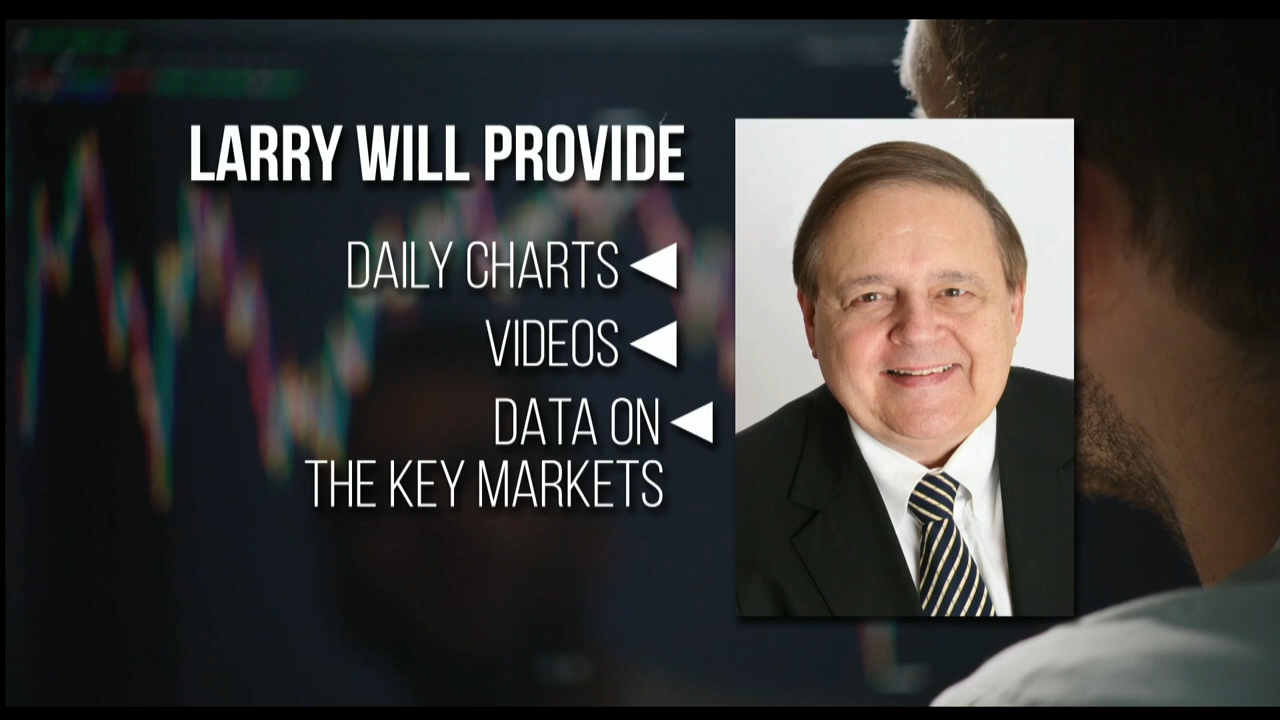 LARRY WILL PROVIDE
DAILY CHARTS
VIDEOS
DATA ON
THE KEY MARKETS